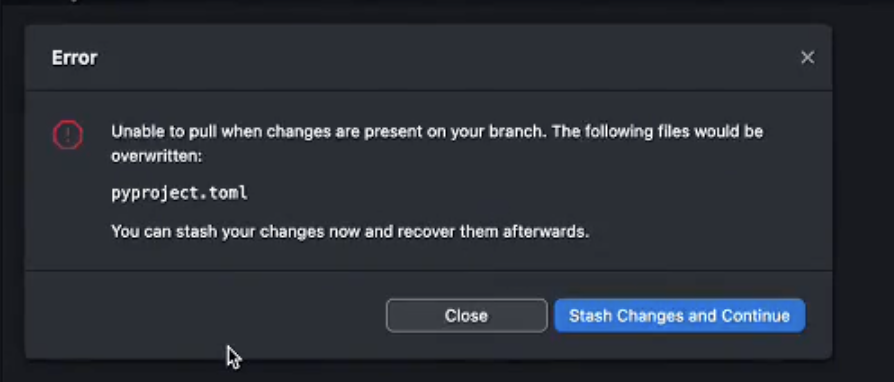 Error
Unable to pull when changes are present on your branch. The following files would be
overwritten:
pyproject.toml
You can stash your changes now and recover them afterwards.
Close
Stash Changes and Continue